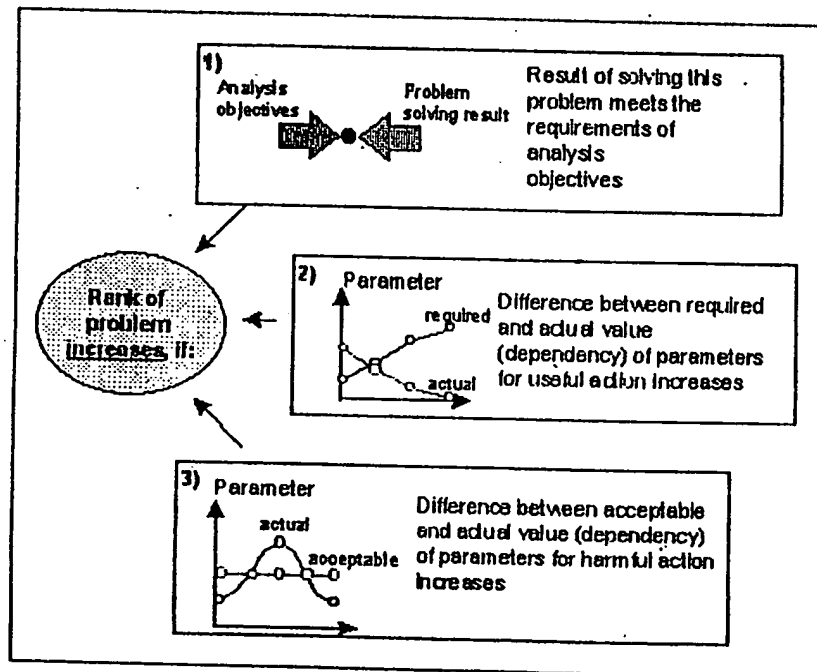 1)
Analysis
objectives
Problem
solving result
Result of solving this
problem meets the
requirements of
analysis
objectives
Rank of
problem
increases, if:
2)
Parameter
required
actual
Difference between required
and actual value
(dependency) of parameters
for useful action increases
3)
Parameter
actual
acceptable
Difference between acceptable
and actual value (dependency)
of parameters for harmful action
increases